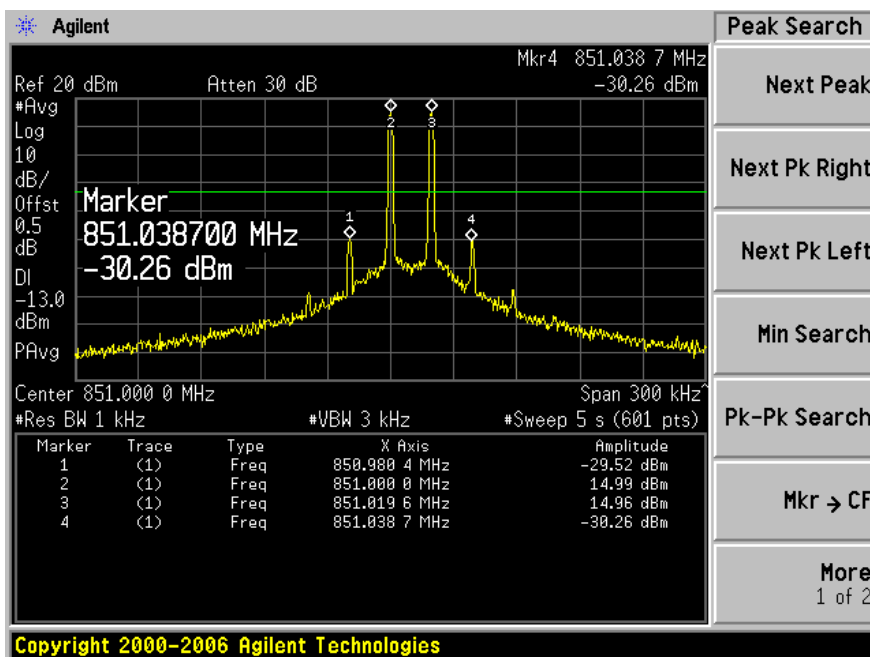 Agilent
Peak Search
Mkr4 851.038 7 MHz
Ref 20 dBm Atten 30 dB -30.26 dBm
Next Peak
#Avg
Log
10
dB/
Offst
0.5
dB
DI
-13.0
dBm
PAvg
2 3
1 4
Marker
851.038700 MHz
-30.26 dBm
Next Pk Right
Next Pk Left
Min Search
Center 851.000 0 MHz Span 300 kHz^
#Res BW 1 kHz #VBW 3 kHz #Sweep 5 s (601 pts)
Pk-Pk Search
Marker Trace Type X Axis Amplitude
1 (1) Freq 850.980 4 MHz -29.52 dBm
2 (1) Freq 851.000 0 MHz 14.99 dBm
3 (1) Freq 851.019 6 MHz 14.96 dBm
4 (1) Freq 851.038 7 MHz -30.26 dBm
Mkr → CF
More
1 of 2
Copyright 2000-2006 Agilent Technologies